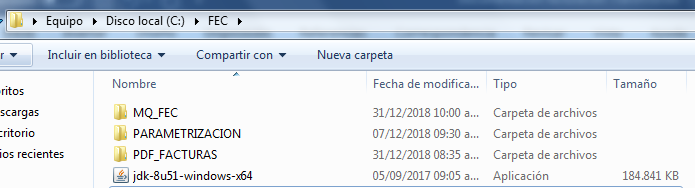 Equipo Disco local (C:) FEC
r Incluir en biblioteca Compartir con Nueva carpeta
Nombre Fecha de modifica... Tipo Tamaño
oritos
MQ_FEC 31/12/2018 10:00 a... Carpeta de archivos
scargas
PARAMETRIZACION 07/12/2018 09:30 a... Carpeta de archivos
critorio
PDF_FACTURAS 31/12/2018 08:35 a... Carpeta de archivos
ios recientes
jdk-8u51-windows-x64 05/09/2017 09:05 a... Aplicación 184.841 KB